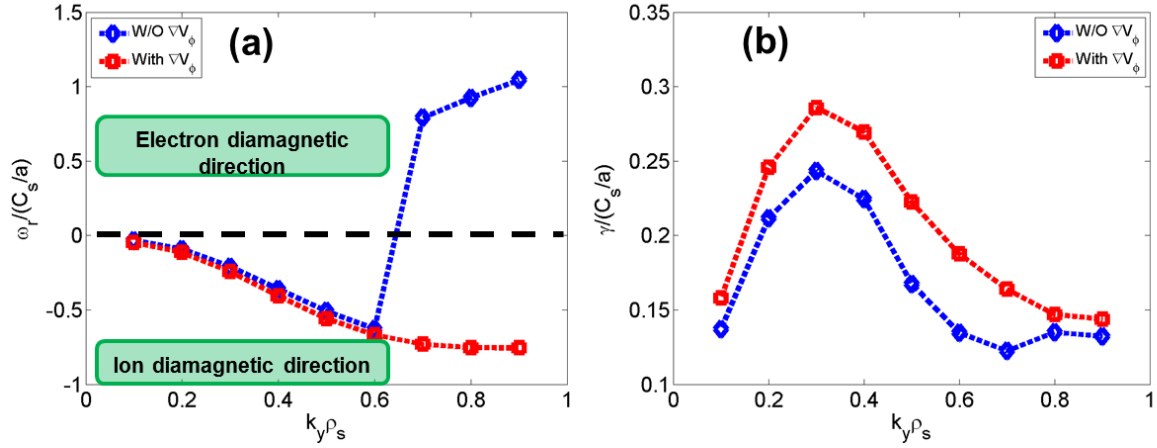 1.5
1
0.5
0
-0.5
-1
ω_r/(C_s/a)
W/O ∇V_ϕ
With ∇V_ϕ
(a)
Electron diamagnetic
direction
Ion diamagnetic direction
0 0.2 0.4 0.6 0.8 1
k_yρ_s
0.35
0.3
0.25
0.2
0.15
0.1
γ/(C_s/a)
(b)
W/O ∇V_ϕ
With ∇V_ϕ
0 0.2 0.4 0.6 0.8 1
k_yρ_s